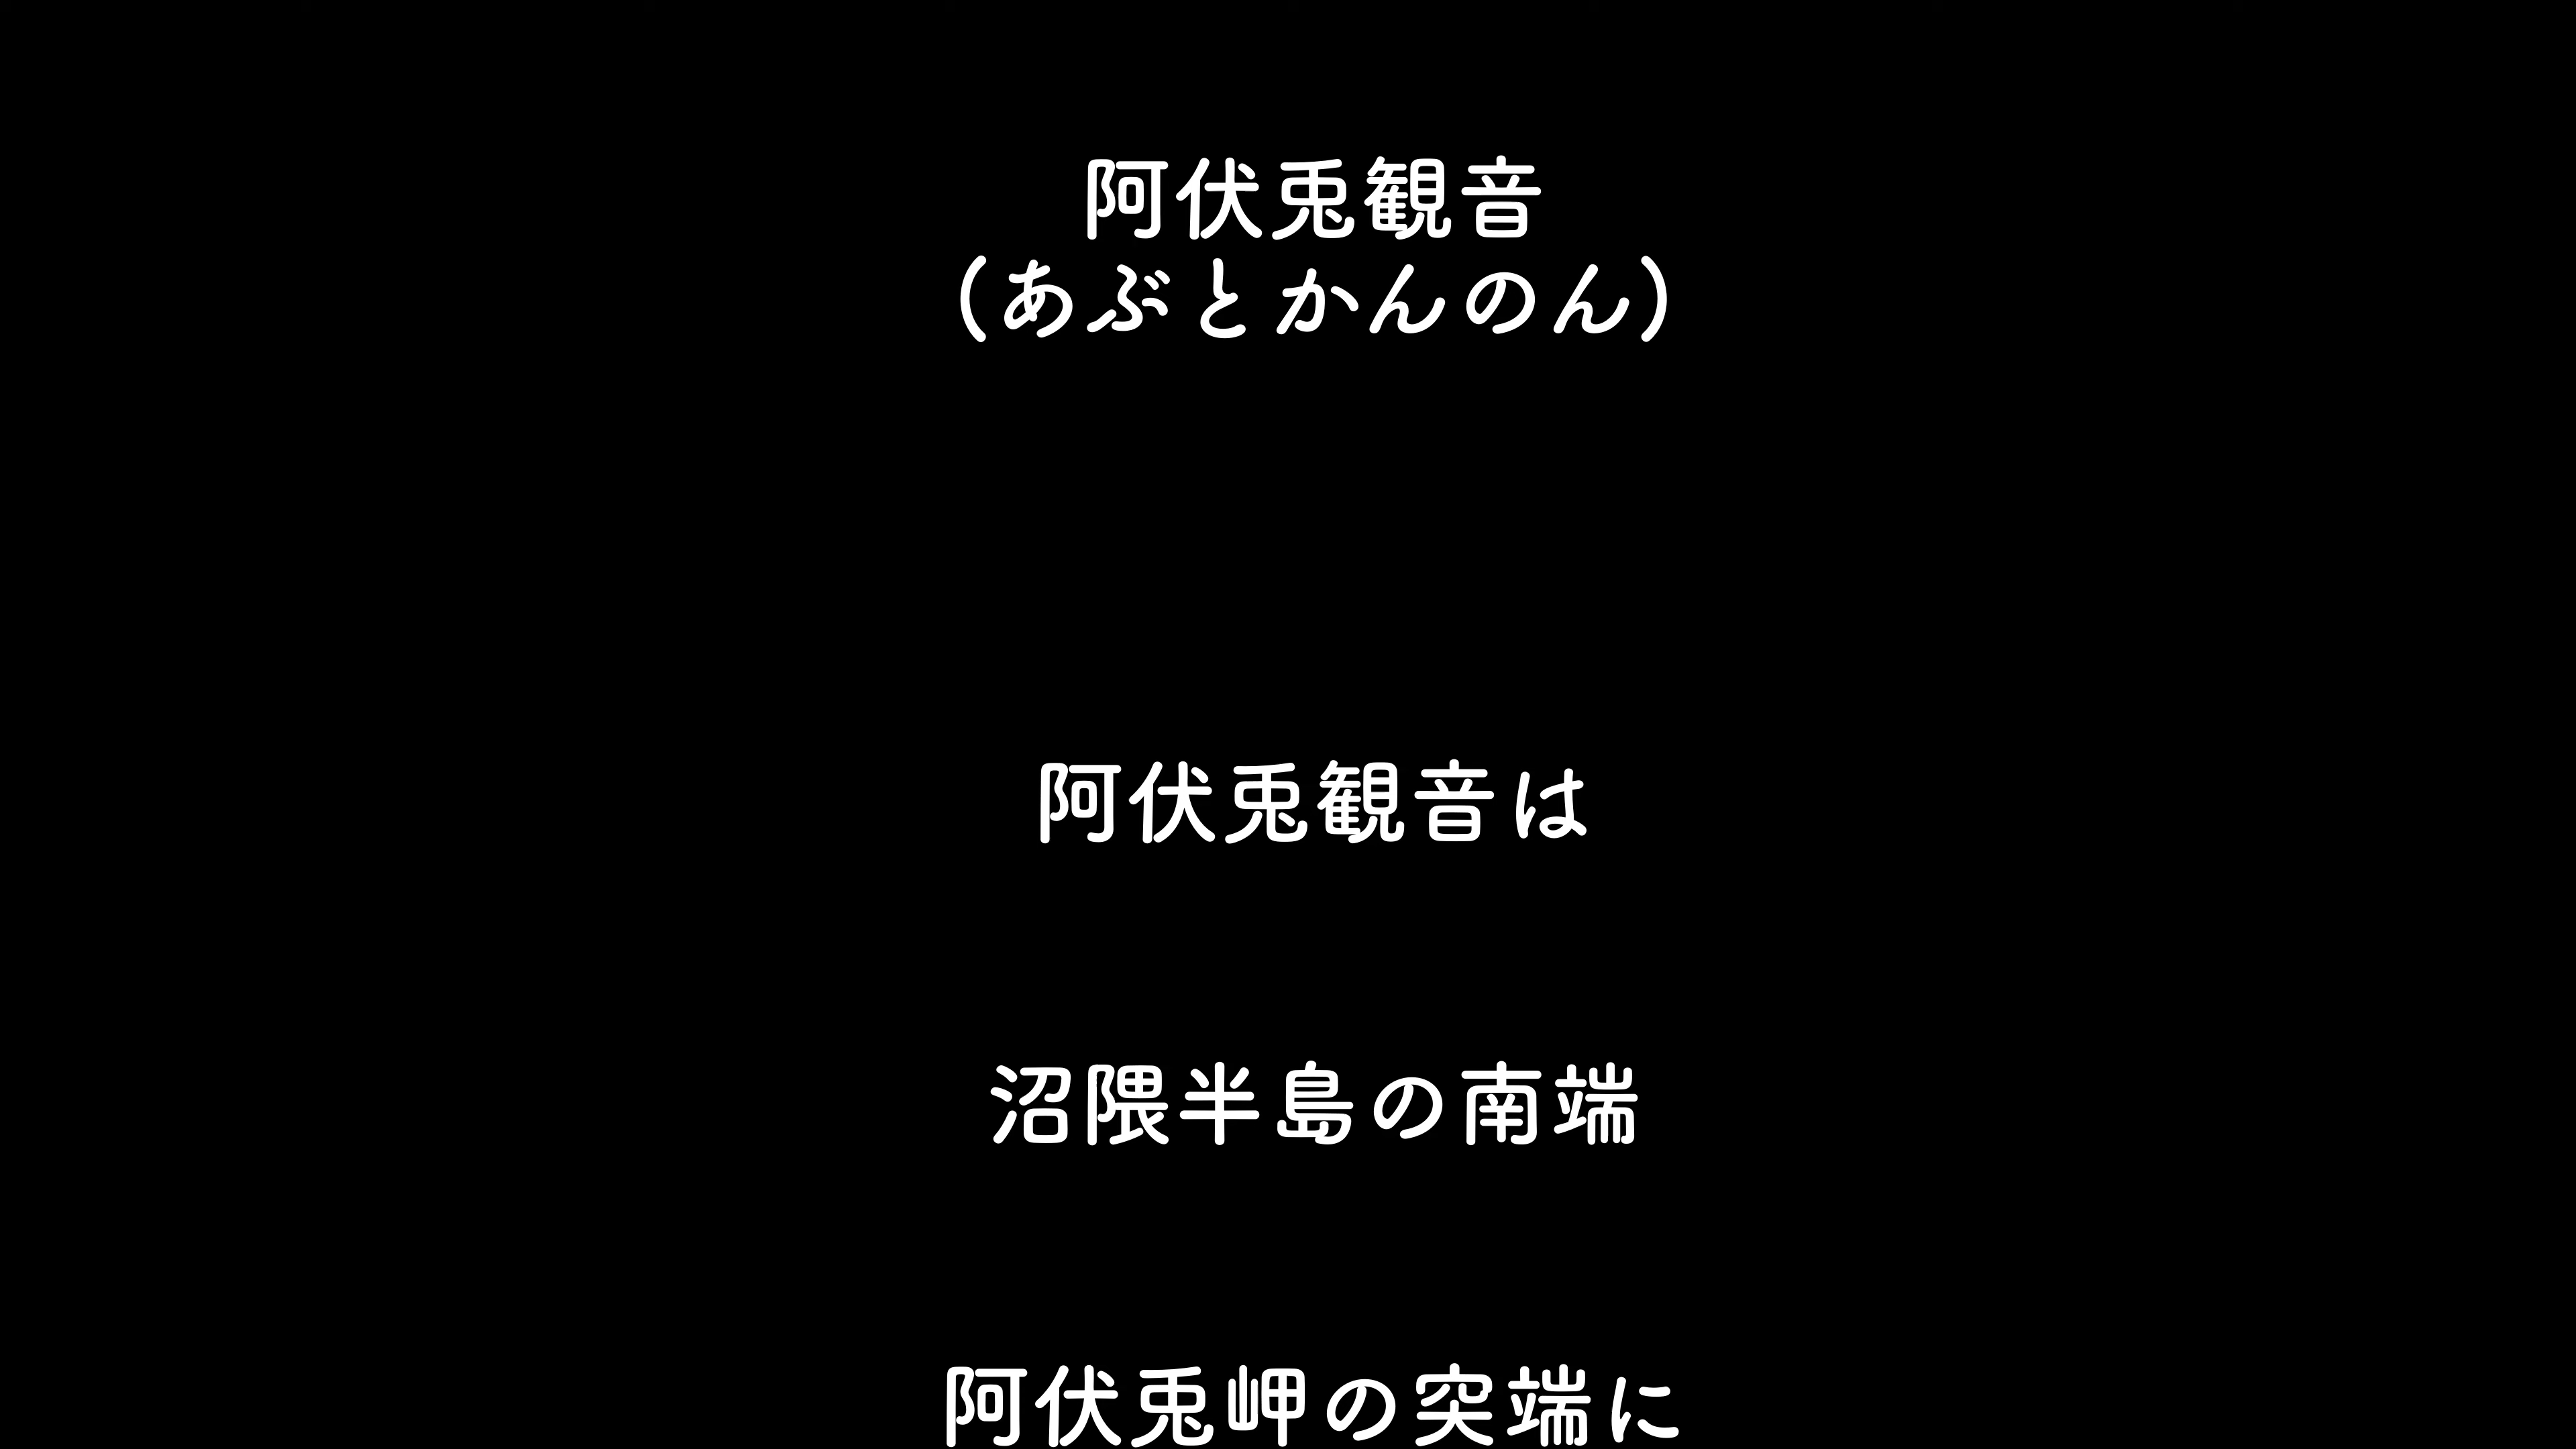 阿伏兎観音
(あぶとかんのん)
阿伏兎観音は
沼隈半島の南端
阿伏兎岬の突端に